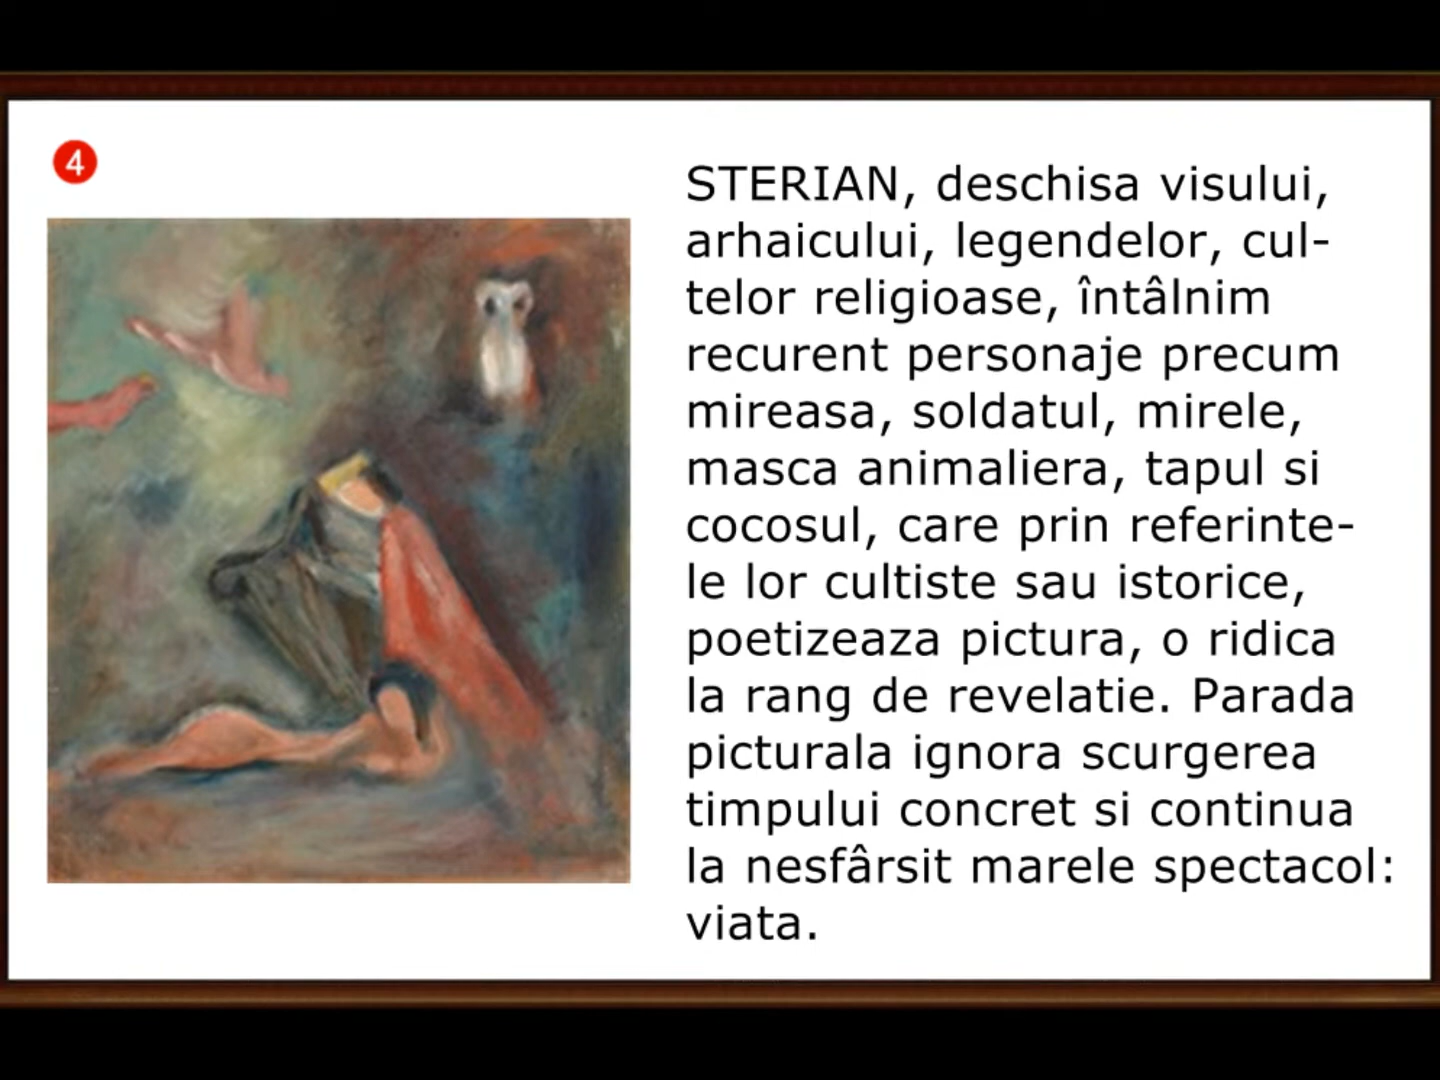 4
STERIAN, deschisa visului,
arhaicului, legendelor, cul-
telor religioase, întâlnim
recurent personaje precum
mireasa, soldatul, mirele,
masca animaliera, tapul si
cocosul, care prin referinte-
le lor cultiste sau istorice,
poetizeaza pictura, o ridica
la rang de revelatie. Parada
picturala ignora scurgerea
timpului concret si continua
la nesfârsit marele spectacol:
viata.